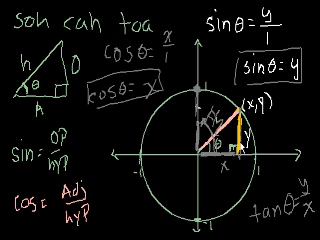 soh cah toa
sinθ = y/1
cosθ = x/1
sinθ = y
cosθ = x
h
O
θ
A
(x,y)
1
y
θ
x
-1
1
-1
sin = OP/hyp
cos = Adj/hyp
tanθ = y/x